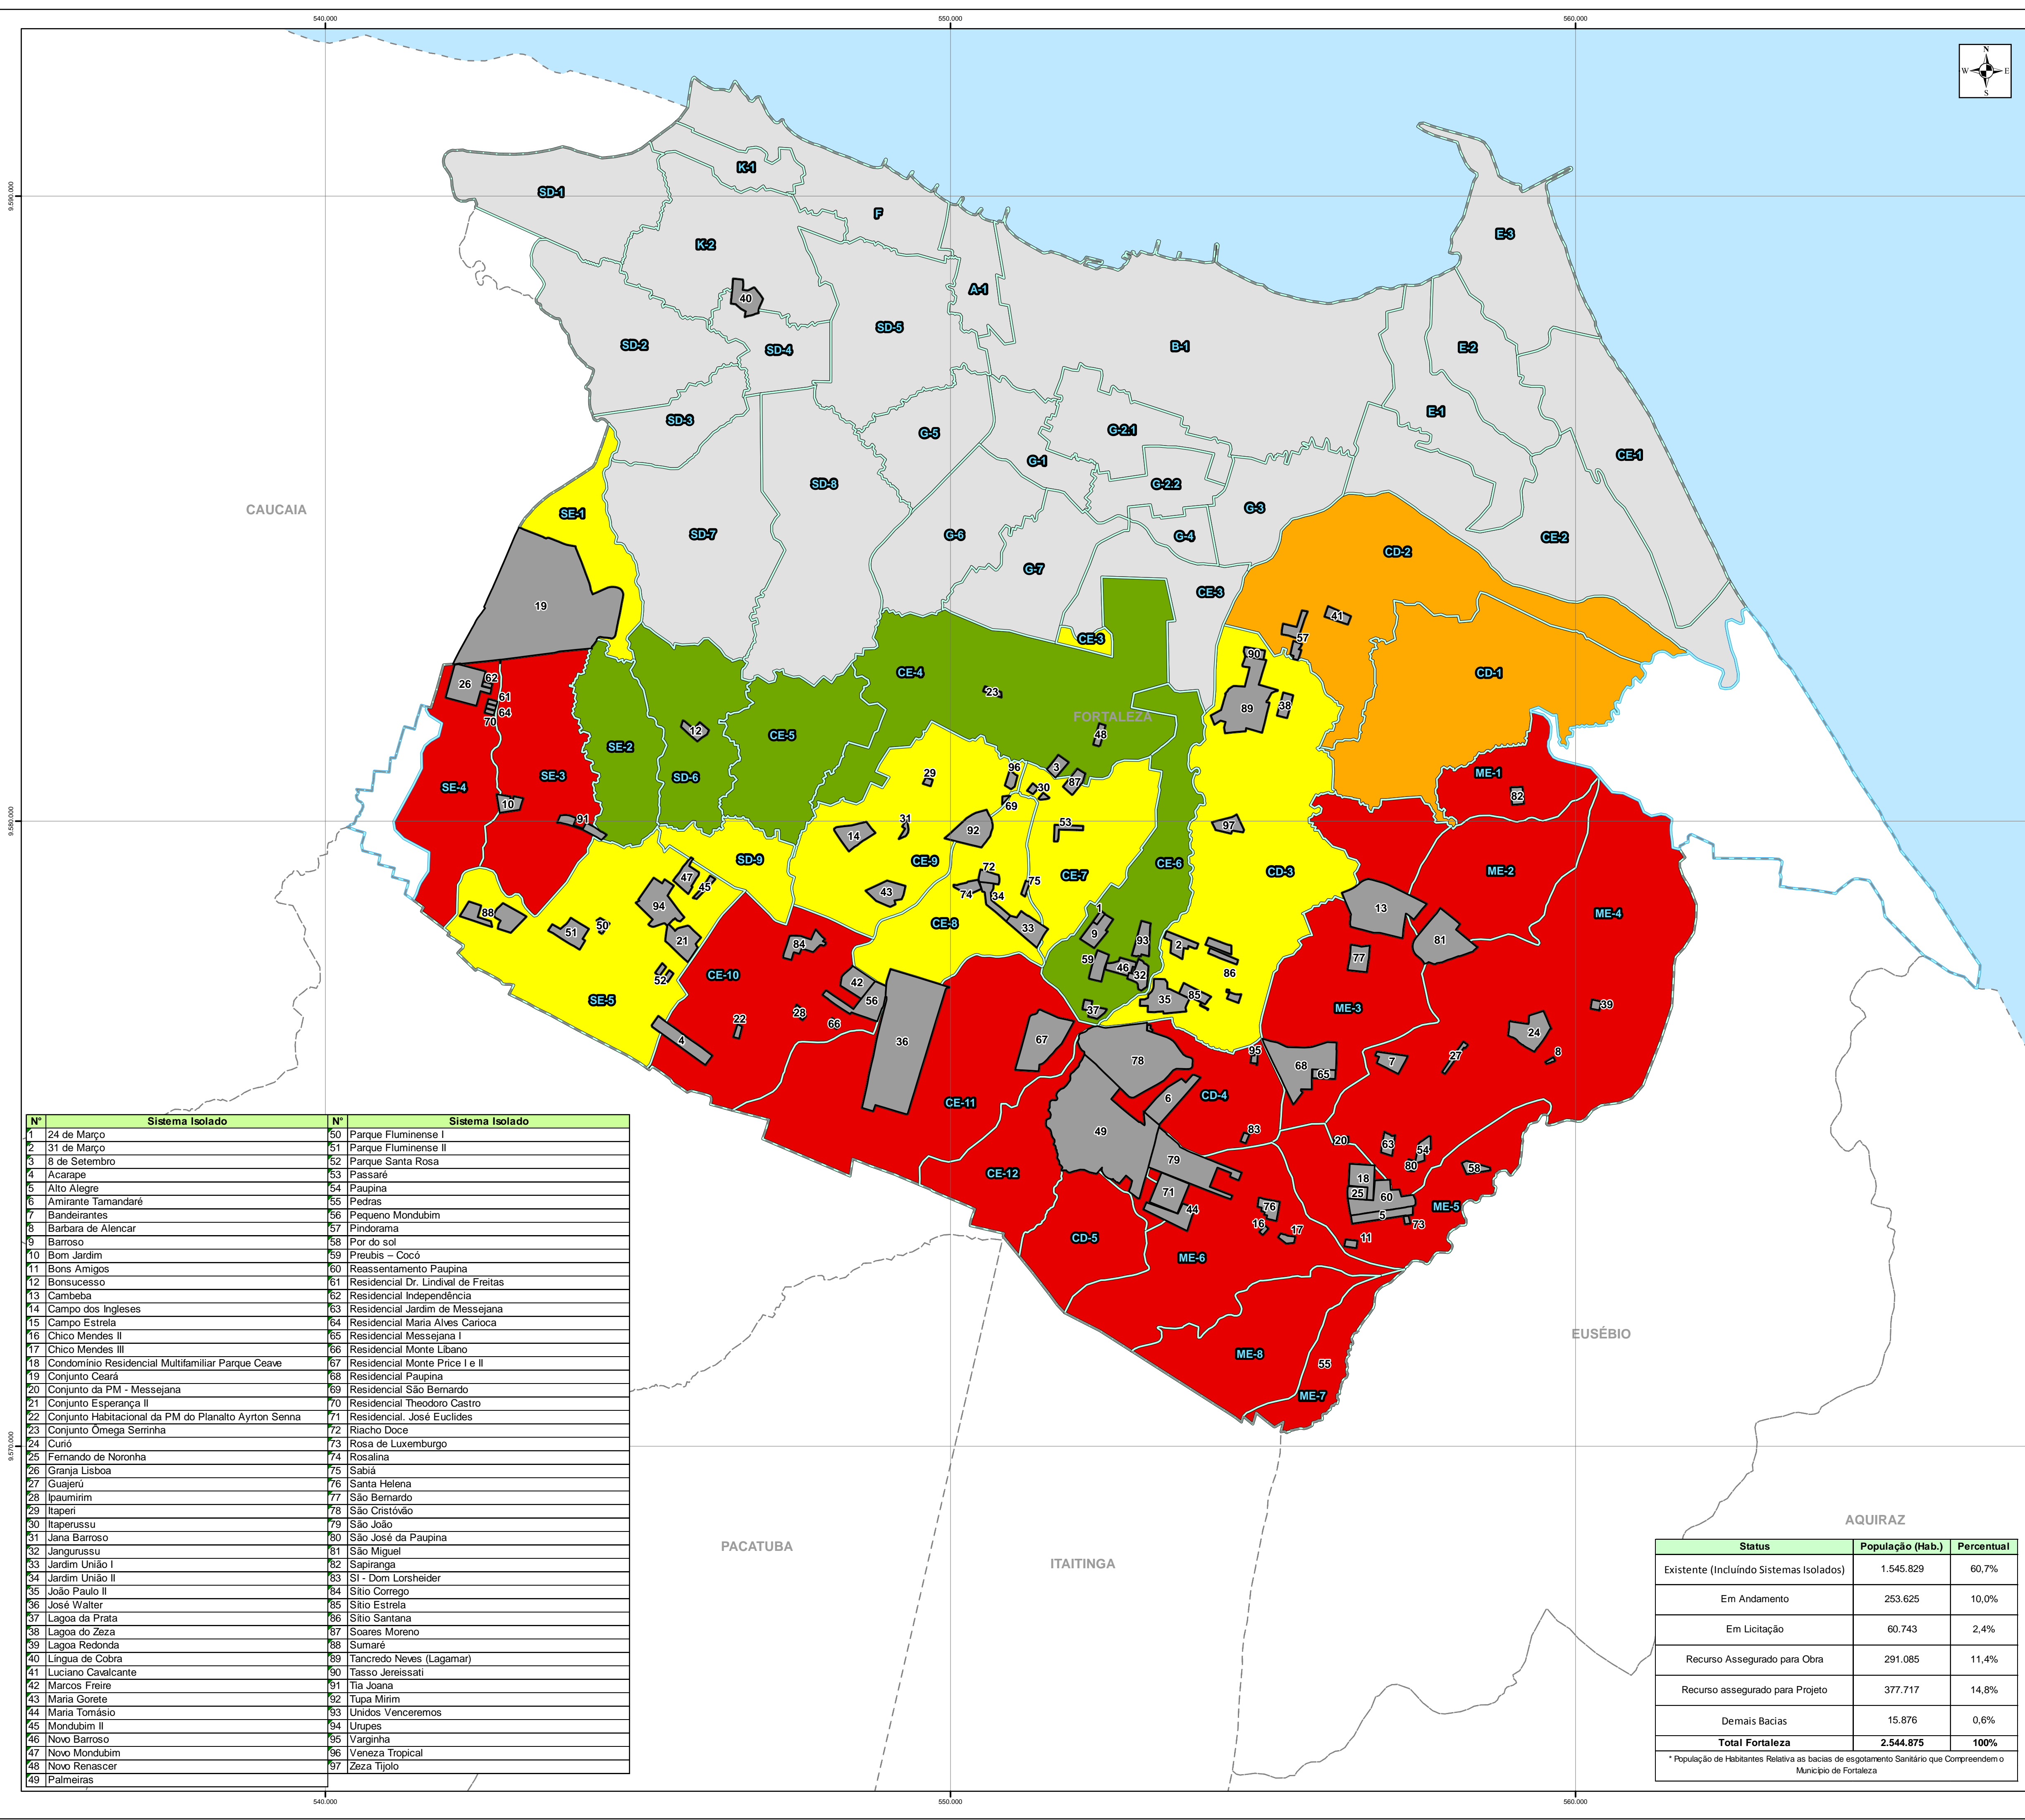 540.000 550.000 560.000
N
W E
S
9.590.000
9.580.000
9.570.000
K-1
SD-1
F
E-3
K-2
A-1
40
SD-5
SD-2
SD-4
B-1
E-2
E-1
SD-3
G-5
G-2.1
CE-1
G-1
SD-8
G-2.2
CAUCAIA
SE-1
G-3
SD-7
G-6
G-4
CE-2
CD-2
G-7
CE-3
19
41
57
CE-3
90
CE-4
CD-1
62
26
23
61
89
38
64
70
FORTALEZA
12
48
CE-5
SE-2
3
96
29
SE-3
SD-6
ME-1
87
SE-4
30
82
10
69
91
53
97
31
92
14
SD-9
CE-9
CE-6
72
CD-3
ME-2
47
CE-7
75
45
43
74
34
94
1
13
ME-4
88
CE-8
33
50
51
9
21
93
81
84
2
59
77
46
CE-10
32
86
52
42
85
SE-5
35
56
ME-3
39
28
37
22
66
24
4
36
67
95
8
27
78
7
68
65
6
CD-4
CE-11
49
83
20
63
54
79
80
58
CE-12
18
71
25
60
76
ME-5
44
5
16
73
17
CD-5
11
ME-6
EUSÉBIO
ME-8
55
ME-7
AQUIRAZ
PACATUBA
ITAITINGA
N° Sistema Isolado N° Sistema Isolado
1 24 de Março 50 Parque Fluminense I
2 31 de Março 51 Parque Fluminense II
3 8 de Setembro 52 Parque Santa Rosa
4 Acarape 53 Passaré
5 Alto Alegre 54 Paupina
6 Amirante Tamandaré 55 Pedras
7 Bandeirantes 56 Pequeno Mondubim
8 Barbara de Alencar 57 Pindorama
9 Barroso 58 Por do sol
10 Bom Jardim 59 Preubis – Cocó
11 Bons Amigos 60 Reassentamento Paupina
12 Bonsucesso 61 Residencial Dr. Lindival de Freitas
13 Cambeba 62 Residencial Independência
14 Campo dos Ingleses 63 Residencial Jardim de Messejana
15 Campo Estrela 64 Residencial Maria Alves Carioca
16 Chico Mendes II 65 Residencial Messejana I
17 Chico Mendes III 66 Residencial Monte Líbano
18 Condomínio Residencial Multifamiliar Parque Ceave 67 Residencial Monte Price I e II
19 Conjunto Ceará 68 Residencial Paupina
20 Conjunto da PM - Messejana 69 Residencial São Bernardo
21 Conjunto Esperança II 70 Residencial Theodoro Castro
22 Conjunto Habitacional da PM do Planalto Ayrton Senna 71 Residencial. José Euclides
23 Conjunto Ômega Serrinha 72 Riacho Doce
24 Curió 73 Rosa de Luxemburgo
25 Fernando de Noronha 74 Rosalina
26 Granja Lisboa 75 Sabiá
27 Guajerú 76 Santa Helena
28 Ipaumirim 77 São Bernardo
29 Itaperi 78 São Cristóvão
30 Itaperussu 79 São João
31 Jana Barroso 80 São José da Paupina
32 Jangurussu 81 São Miguel
33 Jardim União I 82 Sapiranga
34 Jardim União II 83 SI - Dom Lorsheider
35 João Paulo II 84 Sítio Corrego
36 José Walter 85 Sítio Estrela
37 Lagoa da Prata 86 Sítio Santana
38 Lagoa do Zeza 87 Soares Moreno
39 Lagoa Redonda 88 Sumaré
40 Língua de Cobra 89 Tancredo Neves (Lagamar)
41 Luciano Cavalcante 90 Tasso Jereissati
42 Marcos Freire 91 Tia Joana
43 Maria Gorete 92 Tupa Mirim
44 Maria Tomásio 93 Unidos Venceremos
45 Mondubim II 94 Urupes
46 Novo Barroso 95 Varginha
47 Novo Mondubim 96 Veneza Tropical
48 Novo Renascer 97 Zeza Tijolo
49 Palmeiras
Status População (Hab.) Percentual
Existente (Incluíndo Sistemas Isolados) 1.545.829 60,7%
Em Andamento 253.625 10,0%
Em Licitação 60.743 2,4%
Recurso Assegurado para Obra 291.085 11,4%
Recurso assegurado para Projeto 377.717 14,8%
Demais Bacias 15.876 0,6%
Total Fortaleza 2.544.875 100%
* População de Habitantes Relativa as bacias de esgotamento Sanitário que Compreendem o
Município de Fortaleza
540.000 550.000 560.000